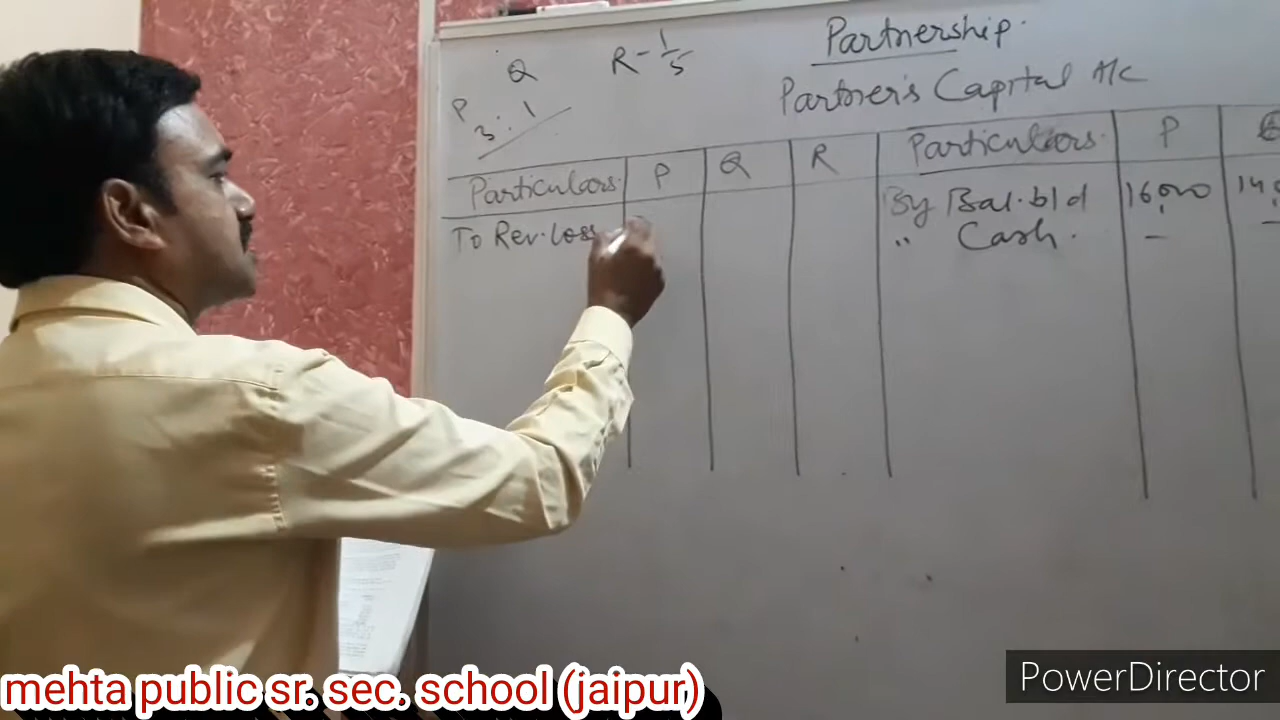 Partnership.
Q R - 1/5
P
3 : 1
Partner's Capital A/c
Particulars. P Q R Particulars. P
To Rev. Loss By Bal. b/d 16,000
" Cash. -
mehta public sr. sec. school (jaipur)
PowerDirector